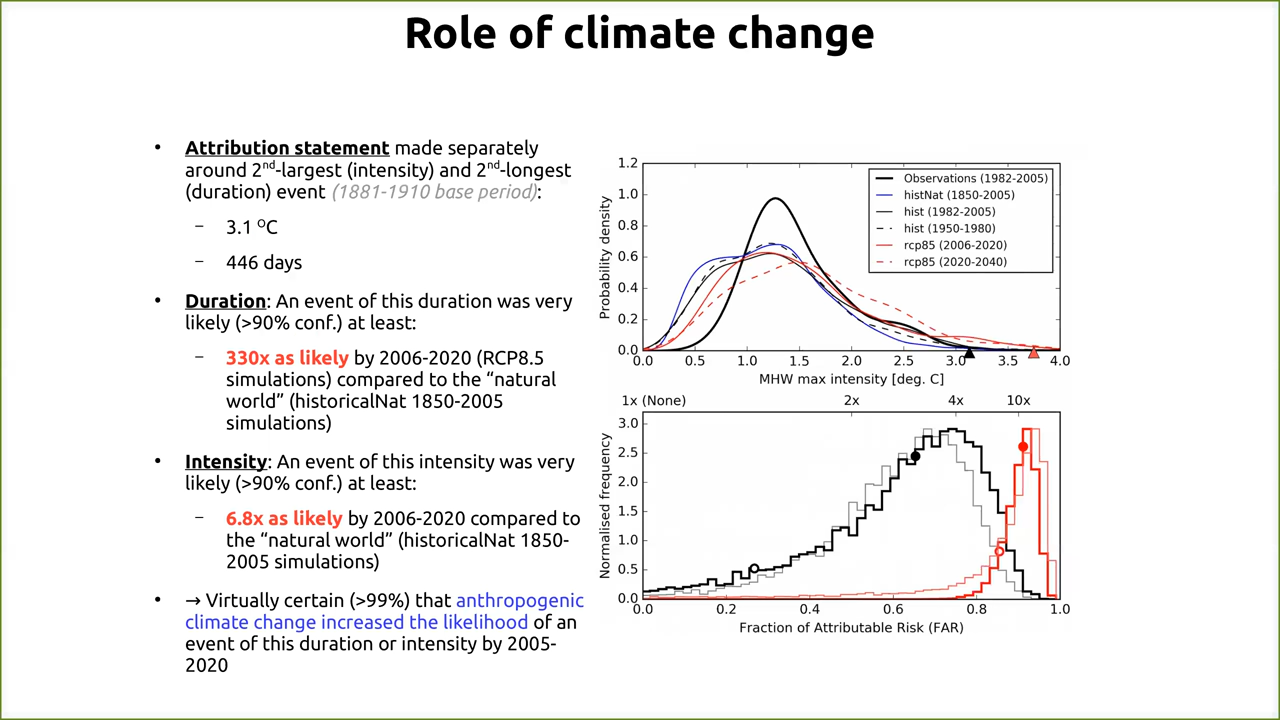 Role of climate change
• Attribution statement made separately
around 2nd-largest (intensity) and 2nd-longest
(duration) event (1881-1910 base period):
– 3.1 ᴼC
– 446 days
• Duration: An event of this duration was very
likely (>90% conf.) at least:
– 330x as likely by 2006-2020 (RCP8.5
simulations) compared to the “natural
world” (historicalNat 1850-2005
simulations)
• Intensity: An event of this intensity was very
likely (>90% conf.) at least:
– 6.8x as likely by 2006-2020 compared to
the “natural world” (historicalNat 1850-
2005 simulations)
• → Virtually certain (>99%) that anthropogenic
climate change increased the likelihood of an
event of this duration or intensity by 2005-
2020
Probability density
1.2
1.0
0.8
0.6
0.4
0.2
0.0
Observations (1982-2005)
histNat (1850-2005)
hist (1982-2005)
hist (1950-1980)
rcp85 (2006-2020)
rcp85 (2020-2040)
0.0 0.5 1.0 1.5 2.0 2.5 3.0 3.5 4.0
MHW max intensity [deg. C]
1x (None) 2x 4x 10x
Normalised frequency
3.0
2.5
2.0
1.5
1.0
0.5
0.0
0.0 0.2 0.4 0.6 0.8 1.0
Fraction of Attributable Risk (FAR)